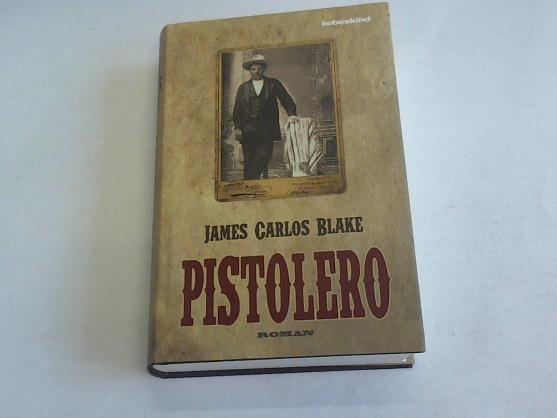 liebeskind
JAMES CARLOS BLAKE
PISTOLERO
ROMAN